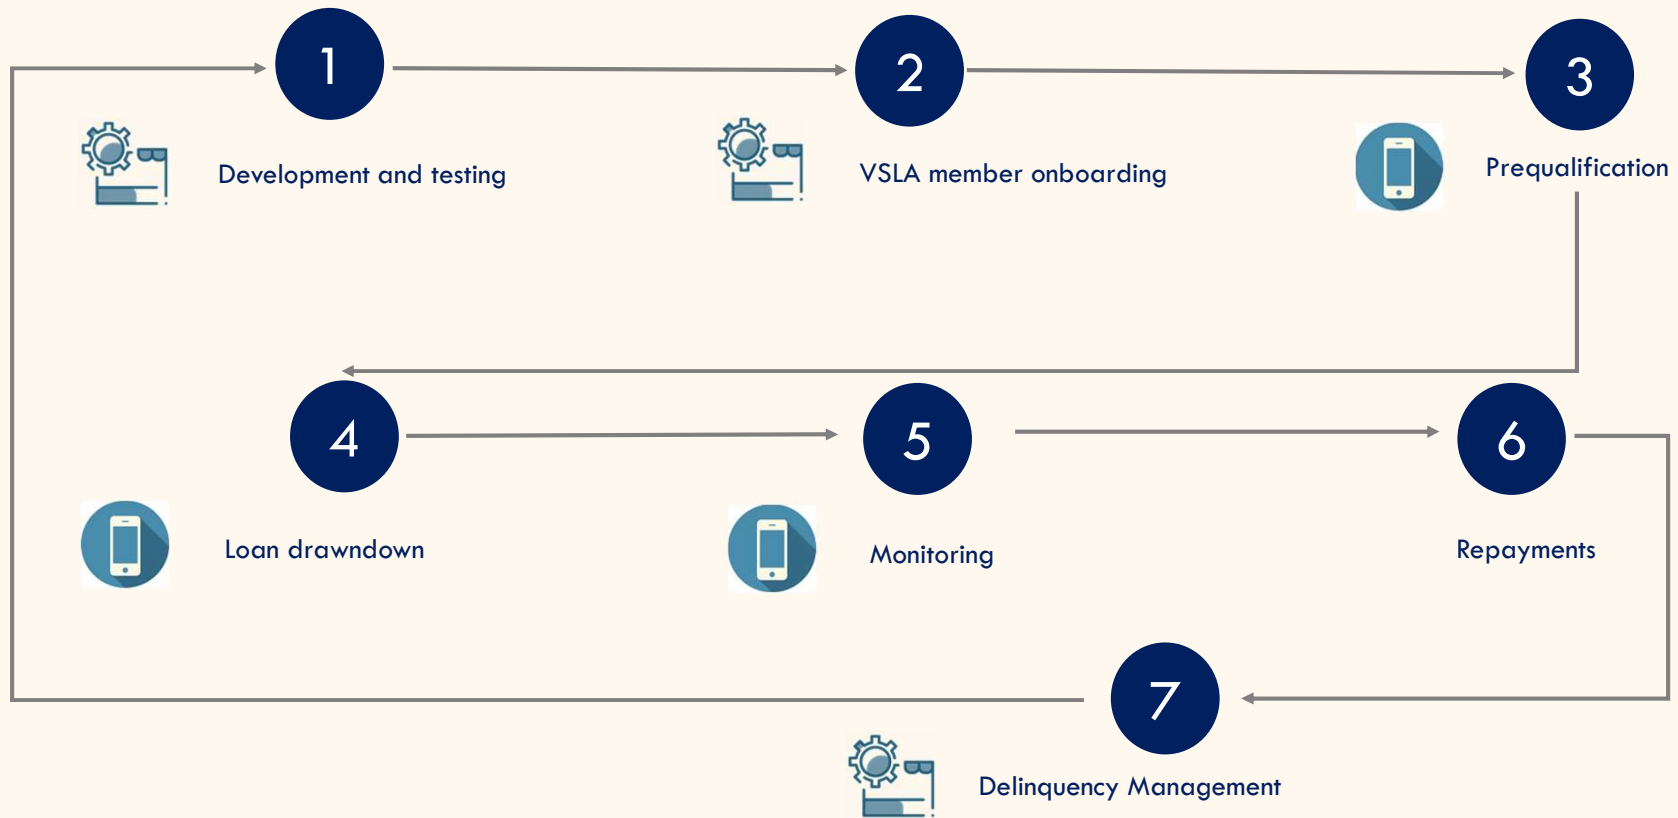 1
2
3
Development and testing
VSLA member onboarding
Prequalification
4
5
6
Loan drawndown
Monitoring
Repayments
7
Delinquency Management